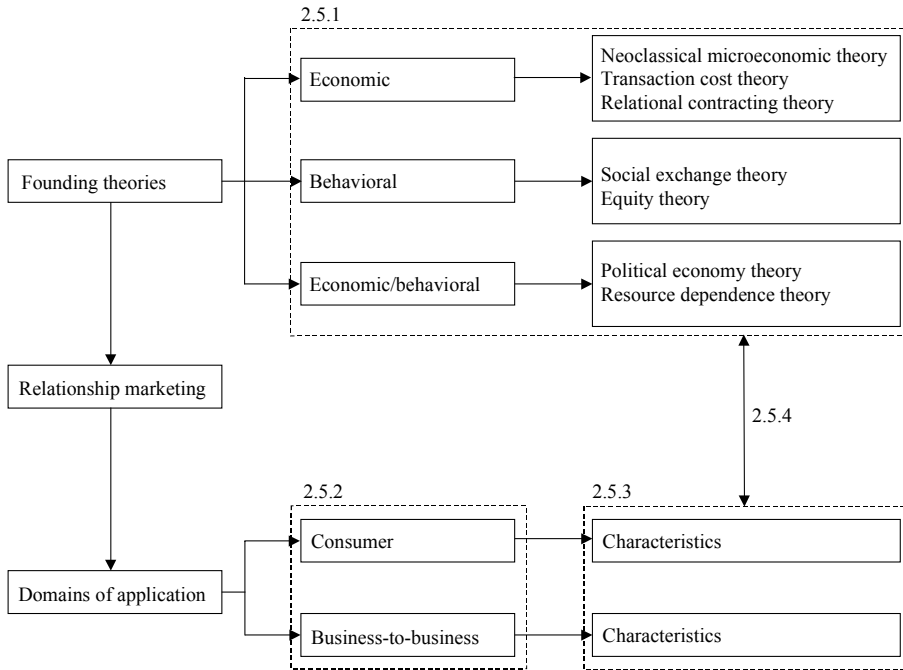 2.5.1
Economic
Neoclassical microeconomic theory
Transaction cost theory
Relational contracting theory
Founding theories
Behavioral
Social exchange theory
Equity theory
Economic/behavioral
Political economy theory
Resource dependence theory
Relationship marketing
2.5.4
2.5.2
2.5.3
Consumer
Characteristics
Domains of application
Business-to-business
Characteristics